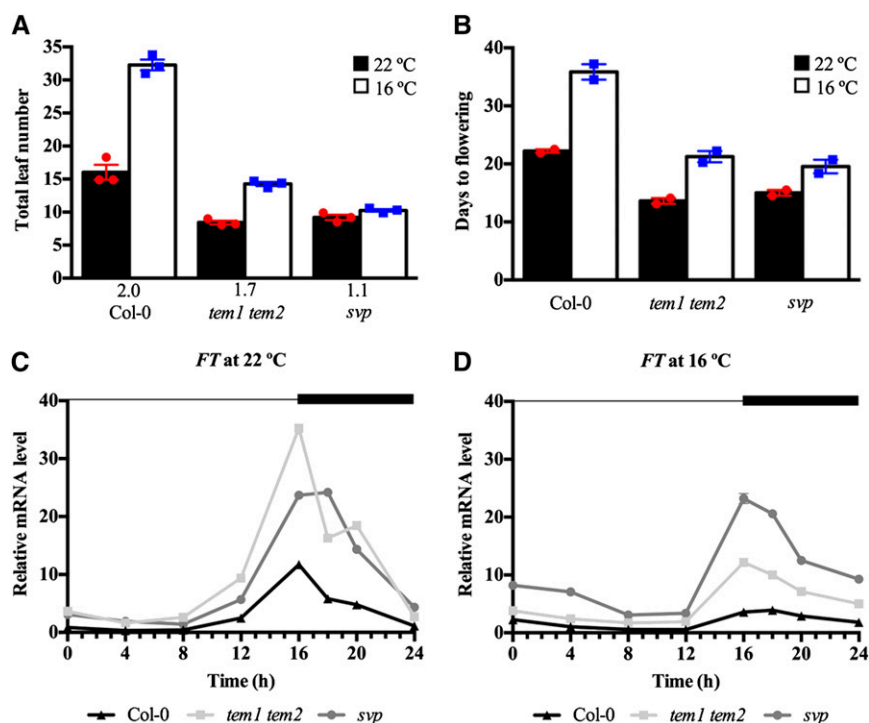 A
Total leaf number
35
30
25
20
15
10
5
0
22 ºC
16 ºC
2.0 1.7 1.1
Col-0 tem1 tem2 svp
B
Days to flowering
40
30
20
10
0
22 ºC
16 ºC
Col-0 tem1 tem2 svp
C
FT at 22 ºC
Relative mRNA level
40
30
20
10
0
0 4 8 12 16 20 24
Time (h)
Col-0 tem1 tem2 svp
D
FT at 16 ºC
Relative mRNA level
40
30
20
10
0
0 4 8 12 16 20 24
Time (h)
Col-0 tem1 tem2 svp